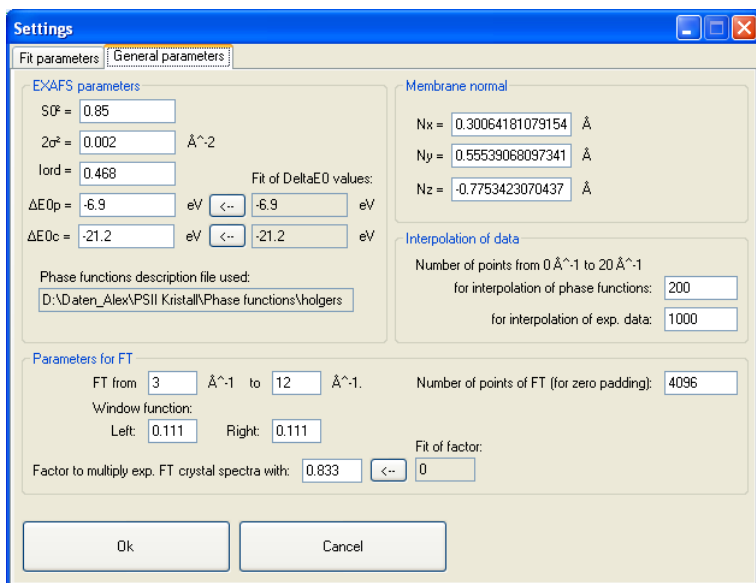 Settings
Fit parameters General parameters
EXAFS parameters
S0² = 0.85
2σ² = 0.002 Å^-2
Iord = 0.468
Fit of DeltaE0 values:
ΔE0p = -6.9 eV <-- -6.9 eV
ΔE0c = -21.2 eV <-- -21.2 eV
Phase functions description file used:
D:\Daten_Alex\PSII Kristall\Phase functions\holgers
Membrane normal
Nx = 0.30064181079154 Å
Ny = 0.55539068097341 Å
Nz = -0.7753423070437 Å
Interpolation of data
Number of points from 0 Å^-1 to 20 Å^-1
for interpolation of phase functions: 200
for interpolation of exp. data: 1000
Parameters for FT
FT from 3 Å^-1 to 12 Å^-1. Number of points of FT (for zero padding): 4096
Window function:
Left: 0.111 Right: 0.111
Fit of factor:
Factor to multiply exp. FT crystal spectra with: 0.833 <-- 0
Ok Cancel